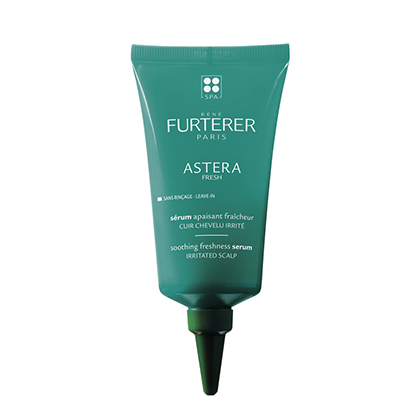 SPA
RENE
FURTERER
PARIS
ASTERA
FRESH
SANS RINÇAGE - LEAVE-IN
sérum apaisant fraîcheur
CUIR CHEVELU IRRITÉ
soothing freshness serum
IRRITATED SCALP